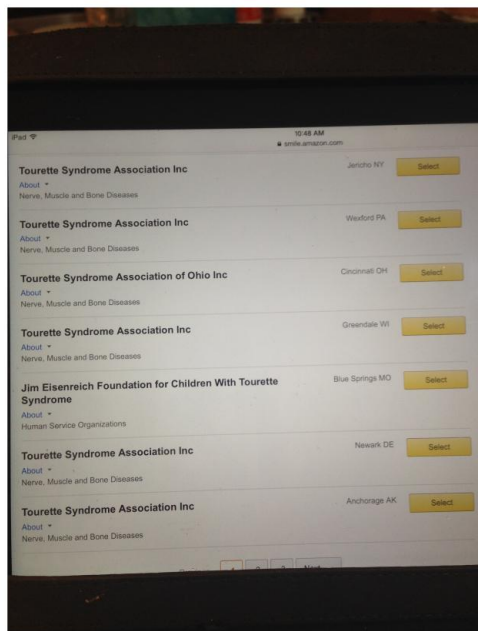 iPad
10:48 AM
smile.amazon.com
Tourette Syndrome Association Inc
Jericho NY
Select
About
Nerve, Muscle and Bone Diseases
Tourette Syndrome Association Inc
Wexford PA
Select
About
Nerve, Muscle and Bone Diseases
Tourette Syndrome Association of Ohio Inc
Cincinnati OH
Select
About
Nerve, Muscle and Bone Diseases
Tourette Syndrome Association Inc
Greendale WI
Select
About
Nerve, Muscle and Bone Diseases
Jim Eisenreich Foundation for Children With Tourette
Syndrome
Blue Springs MO
Select
About
Human Service Organizations
Tourette Syndrome Association Inc
Newark DE
Select
About
Nerve, Muscle and Bone Diseases
Tourette Syndrome Association Inc
Anchorage AK
Select
About
Nerve, Muscle and Bone Diseases